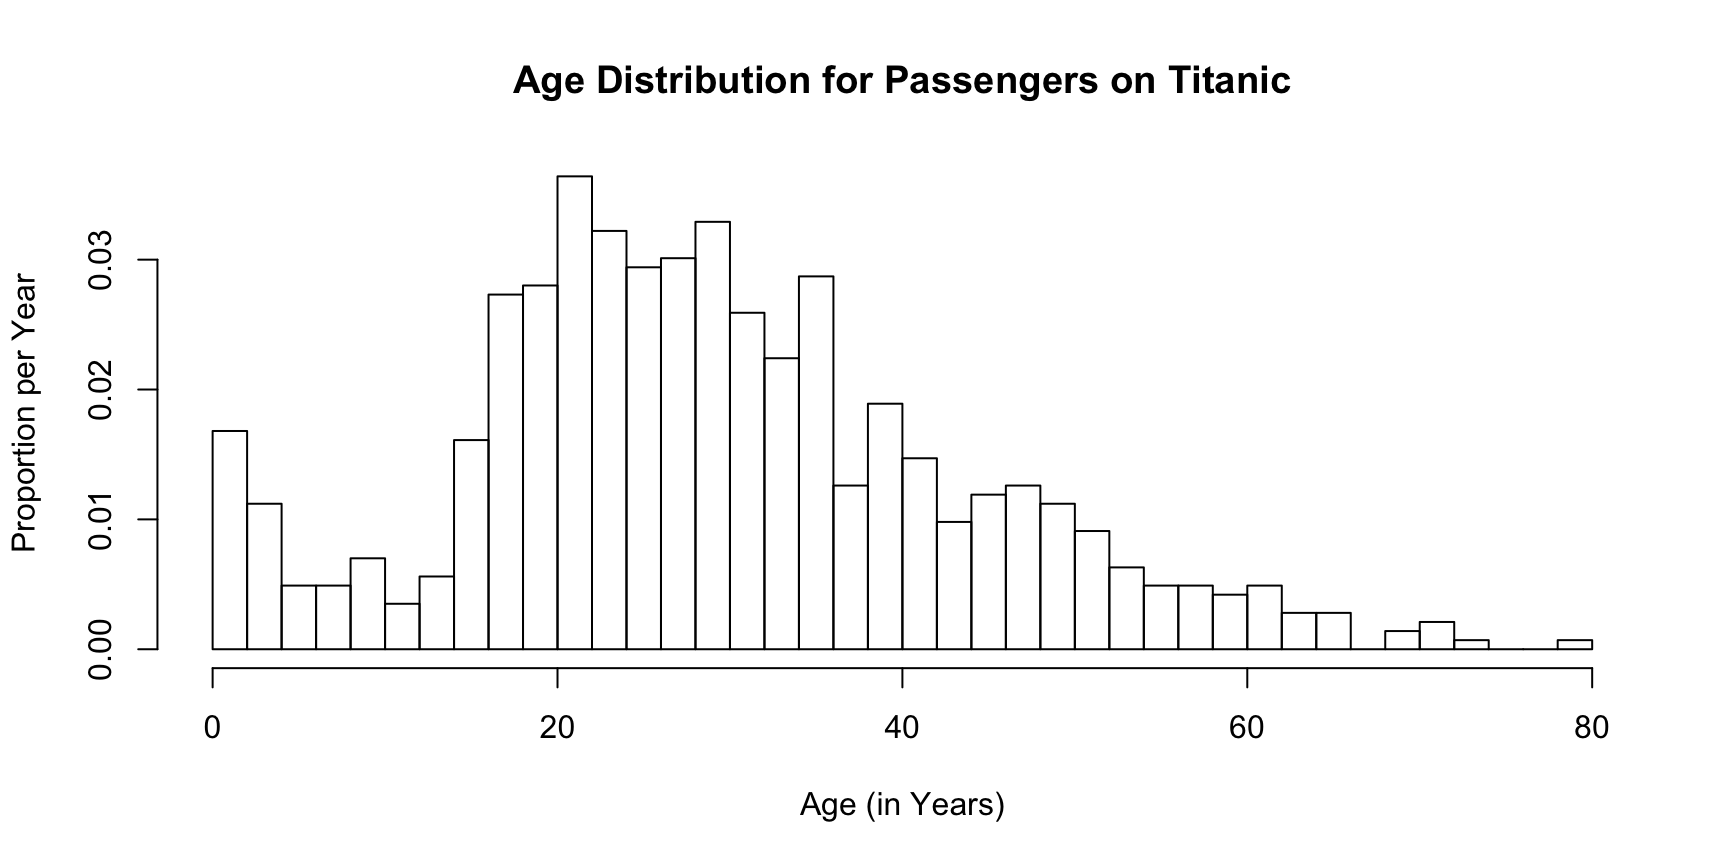 Age Distribution for Passengers on Titanic
Proportion per Year
0.03
0.02
0.01
0.00
0 20 40 60 80
Age (in Years)